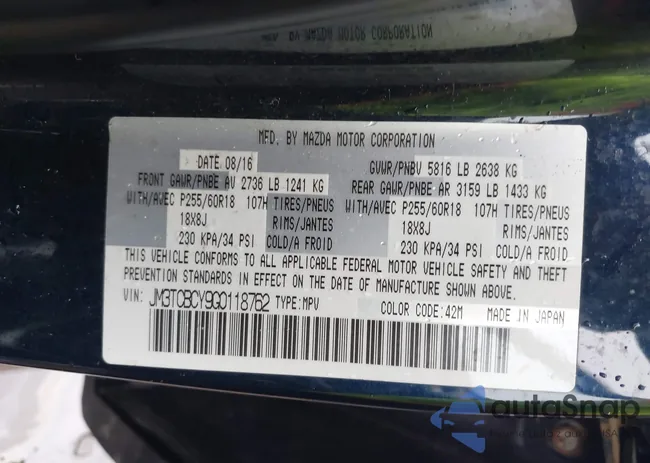 MFD. BY MAZDA MOTOR CORPORATION
DATE 08/16 GVWR/PNBV 5816 LB 2638 KG
FRONT GAWR/PNBE AV 2736 LB 1241 KG REAR GAWR/PNBE AR 3159 LB 1433 KG
WITH/AVEC P255/60R18 107H TIRES/PNEUS WITH/AVEC P255/60R18 107H TIRES/PNEUS
18X8J RIMS/JANTES 18X8J RIMS/JANTES
230 KPA/34 PSI COLD/A FROID 230 KPA/34 PSI COLD/A FROID
THIS VEHICLE CONFORMS TO ALL APPLICABLE FEDERAL MOTOR VEHICLE SAFETY AND THEFT
PREVENTION STANDARDS IN EFFECT ON THE DATE OF MANUFACTURE SHOWN ABOVE.
VIN: JM3TCBCY9G0118762 TYPE:MPV COLOR CODE:42M MADE IN JAPAN
autoSnap